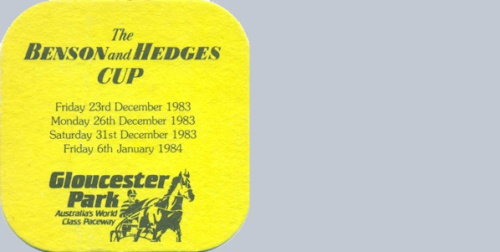 The
BENSON and HEDGES
CUP
Friday 23rd December 1983
Monday 26th December 1983
Saturday 31st December 1983
Friday 6th January 1984
Gloucester
Park
Australia's World
Class Paceway